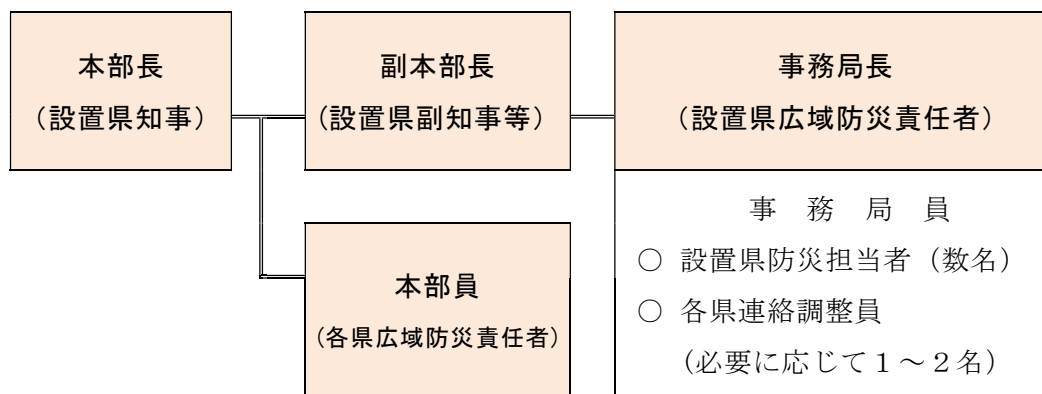 本部長
（設置県知事）
副本部長
（設置県副知事等）
事務局長
（設置県広域防災責任者）
本部員
（各県広域防災責任者）
事　務　局　員
○ 設置県防災担当者（数名）
○ 各県連絡調整員
（必要に応じて１～２名）